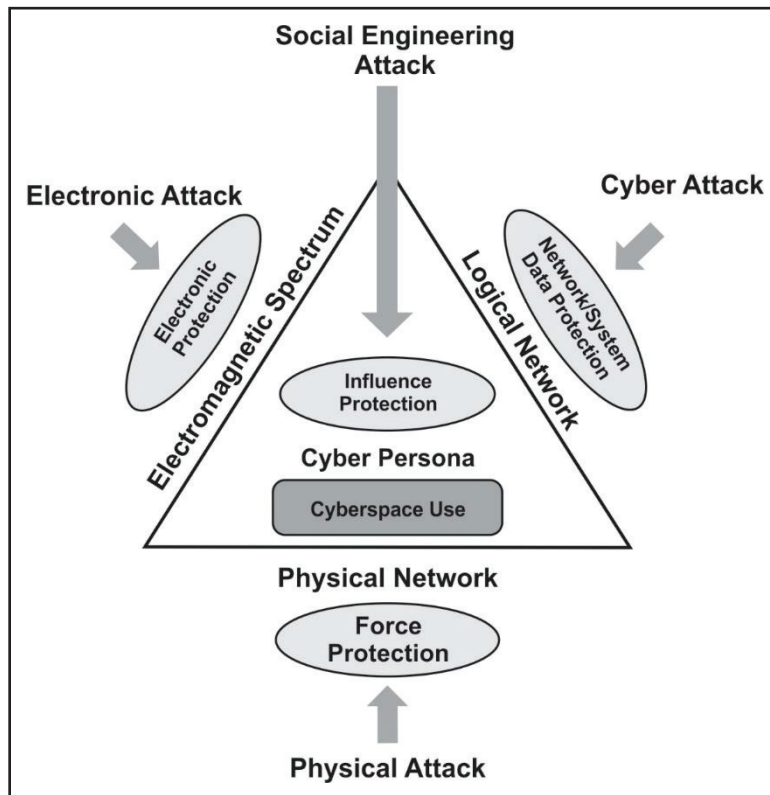 Social Engineering
Attack
Electronic Attack
Cyber Attack
Electronic
Protection
Electromagnetic Spectrum
Network/System
Data Protection
Logical Network
Influence
Protection
Cyber Persona
Cyberspace Use
Physical Network
Force
Protection
Physical Attack